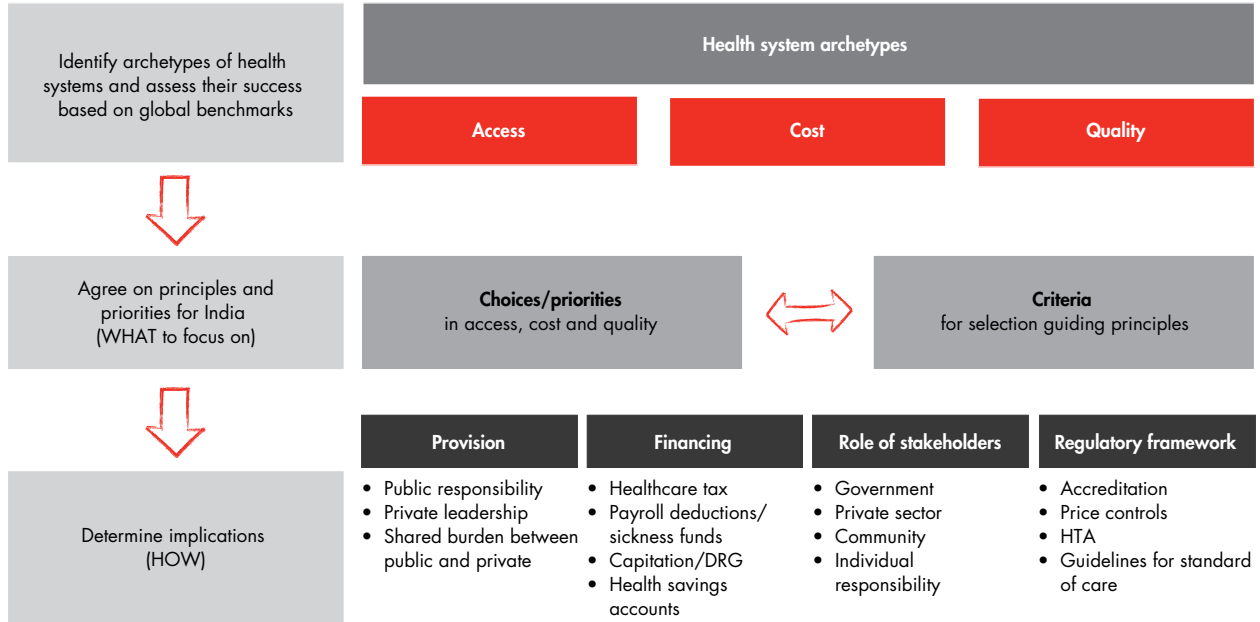 Identify archetypes of health
systems and assess their success
based on global benchmarks
Health system archetypes
Access
Cost
Quality
Agree on principles and
priorities for India
(WHAT to focus on)
Choices/priorities
in access, cost and quality
Criteria
for selection guiding principles
Determine implications
(HOW)
Provision
• Public responsibility
• Private leadership
• Shared burden between
public and private
Financing
• Healthcare tax
• Payroll deductions/
sickness funds
• Capitation/DRG
• Health savings
accounts
Role of stakeholders
• Government
• Private sector
• Community
• Individual
responsibility
Regulatory framework
• Accreditation
• Price controls
• HTA
• Guidelines for standard
of care